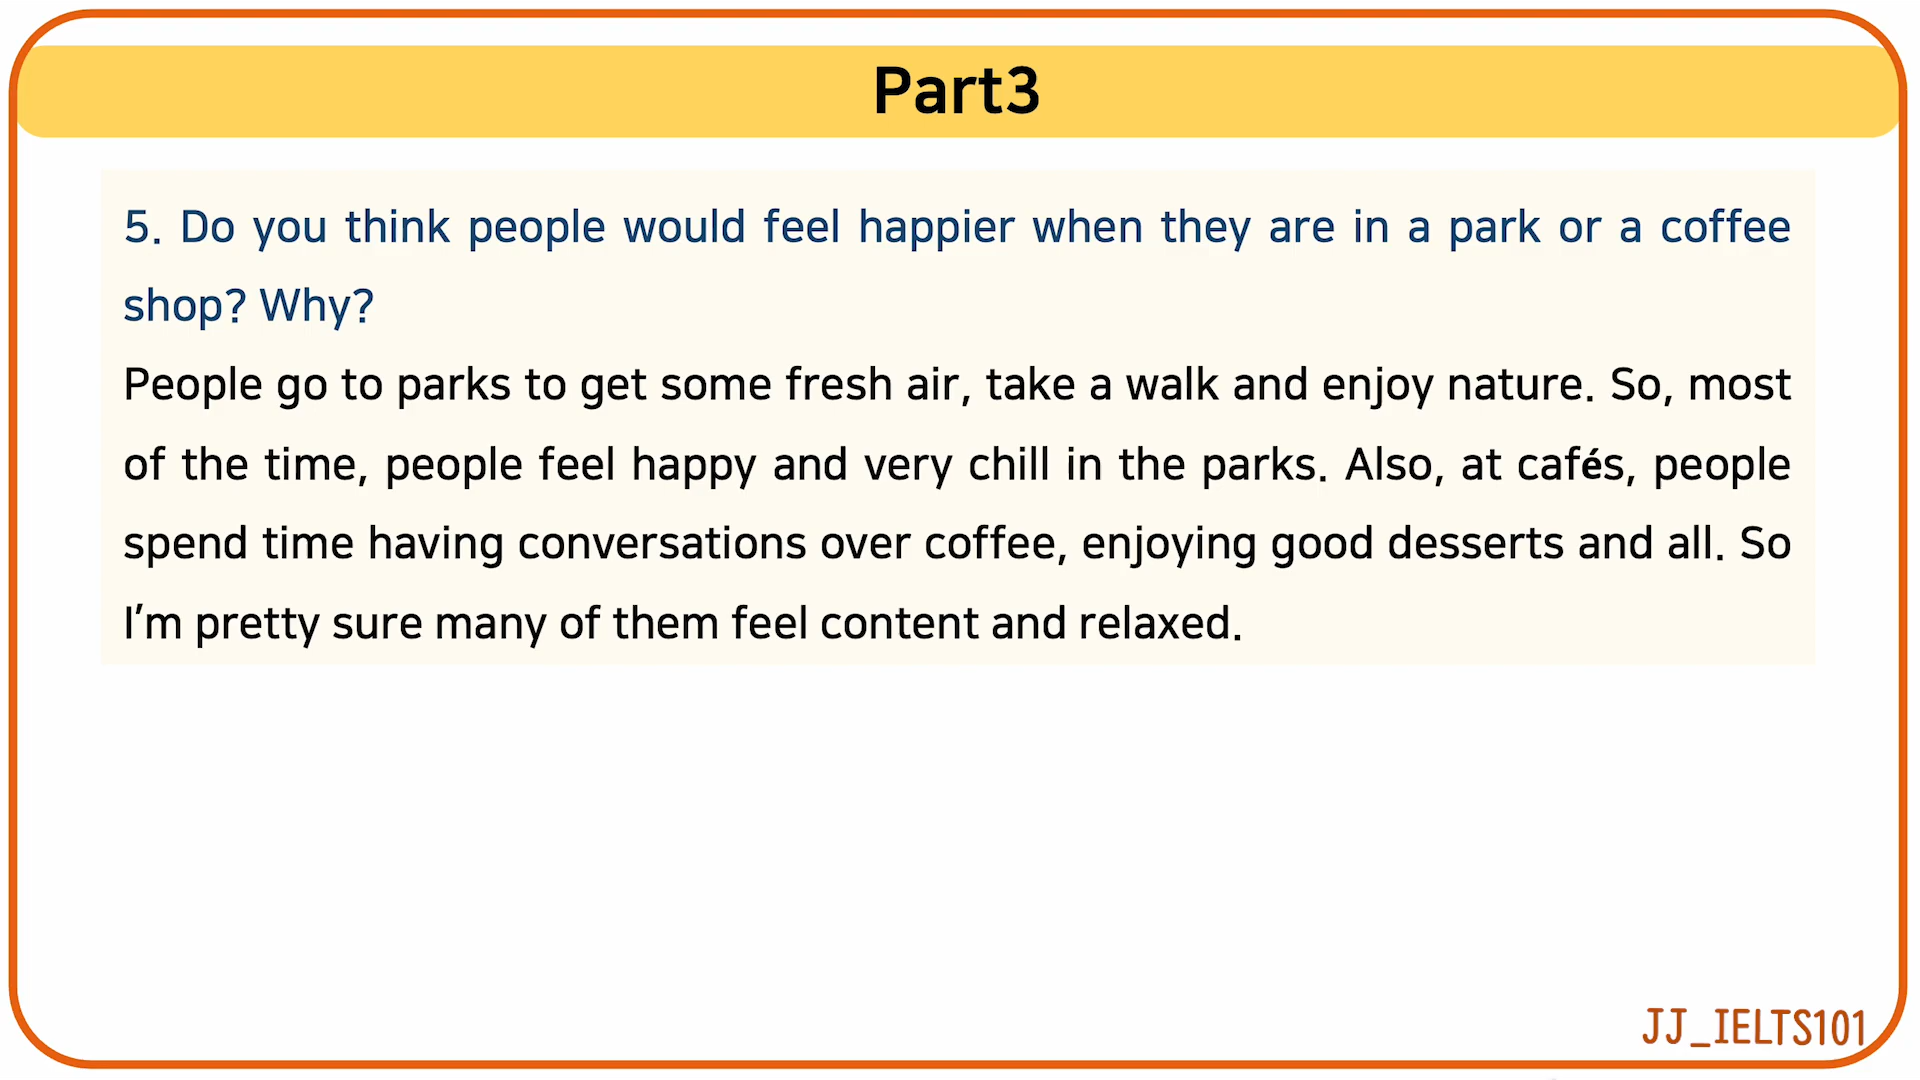 Part3
5. Do you think people would feel happier when they are in a park or a coffee
shop? Why?
People go to parks to get some fresh air, take a walk and enjoy nature. So, most
of the time, people feel happy and very chill in the parks. Also, at cafés, people
spend time having conversations over coffee, enjoying good desserts and all. So
I'm pretty sure many of them feel content and relaxed.
JJ_IELTS101